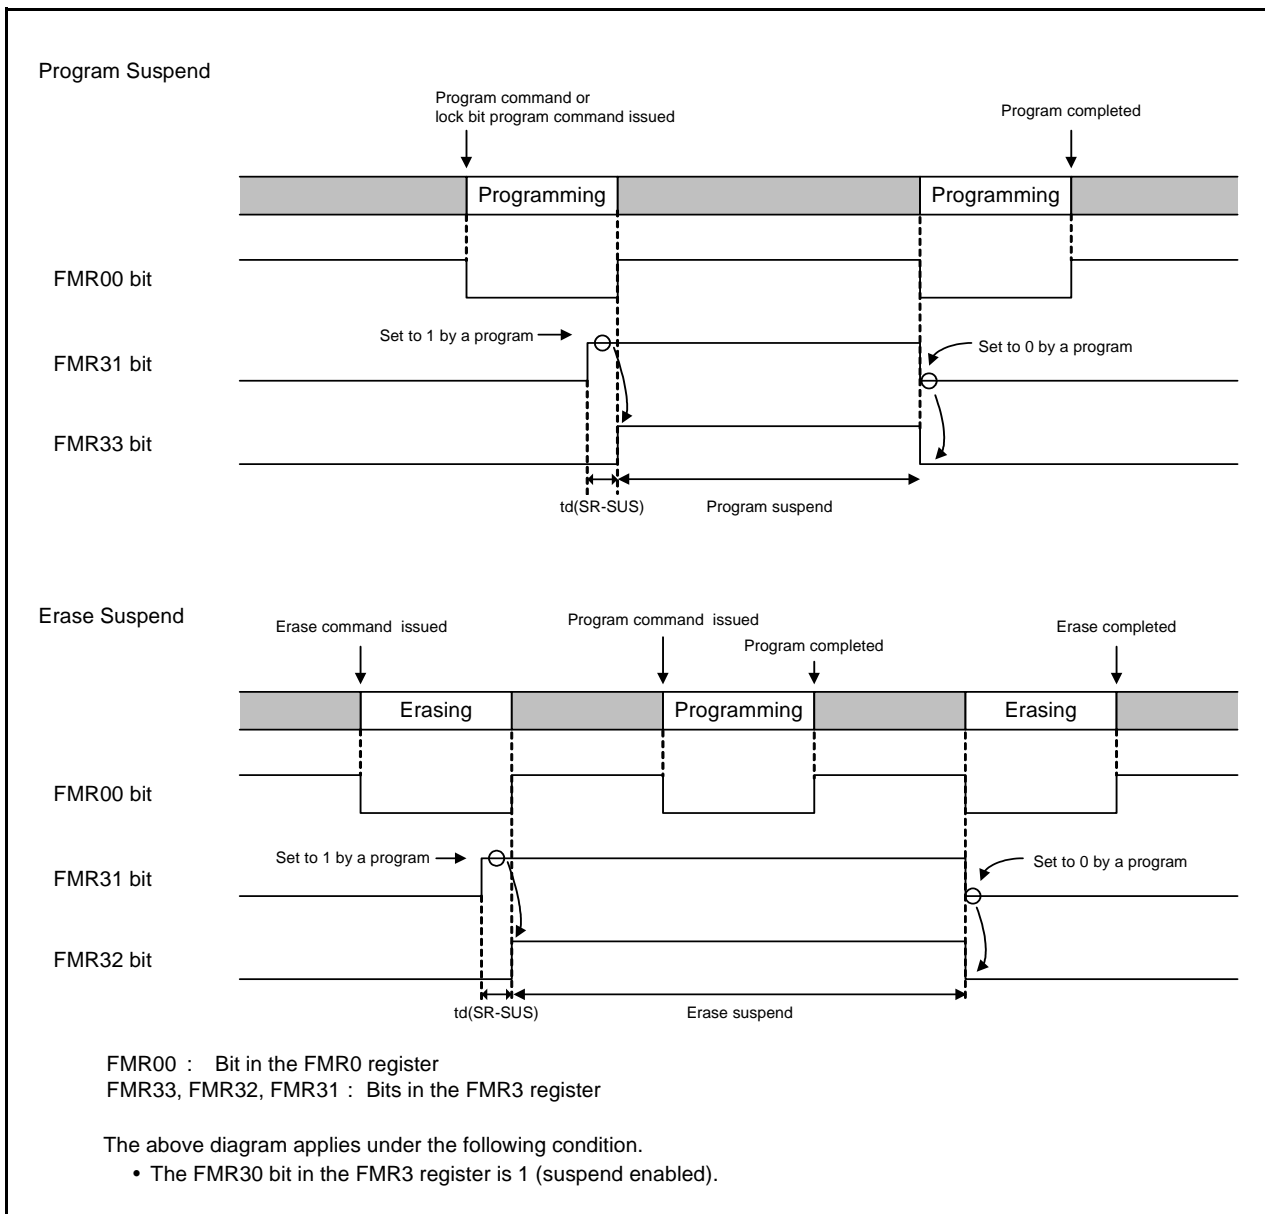 Program Suspend
Program command or
lock bit program command issued
Program completed
Programming
Programming
FMR00 bit
Set to 1 by a program
Set to 0 by a program
FMR31 bit
FMR33 bit
td(SR-SUS)
Program suspend
Erase Suspend
Erase command issued
Program command issued
Program completed
Erase completed
Erasing
Programming
Erasing
FMR00 bit
Set to 1 by a program
Set to 0 by a program
FMR31 bit
FMR32 bit
td(SR-SUS)
Erase suspend
FMR00 : Bit in the FMR0 register
FMR33, FMR32, FMR31 : Bits in the FMR3 register
The above diagram applies under the following condition.
• The FMR30 bit in the FMR3 register is 1 (suspend enabled).